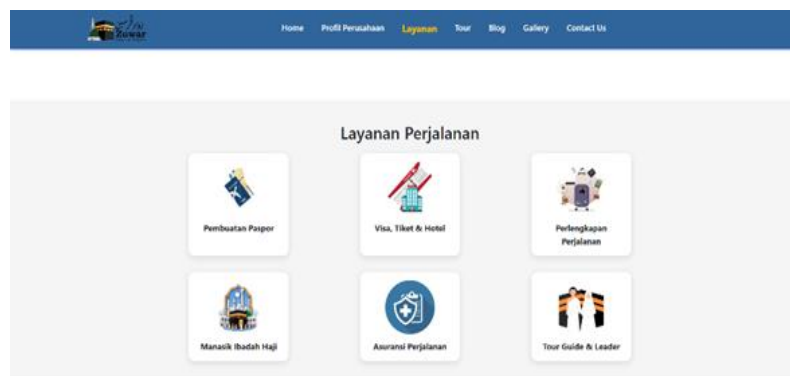 Zuwar
Home Profil Perusahaan Layanan Tour Blog Gallery Contact Us
Layanan Perjalanan
Pembuatan Paspor
Visa, Tiket & Hotel
Perlengkapan
Perjalanan
Manasik Ibadah Haji
Asuransi Perjalanan
Tour Guide & Leader